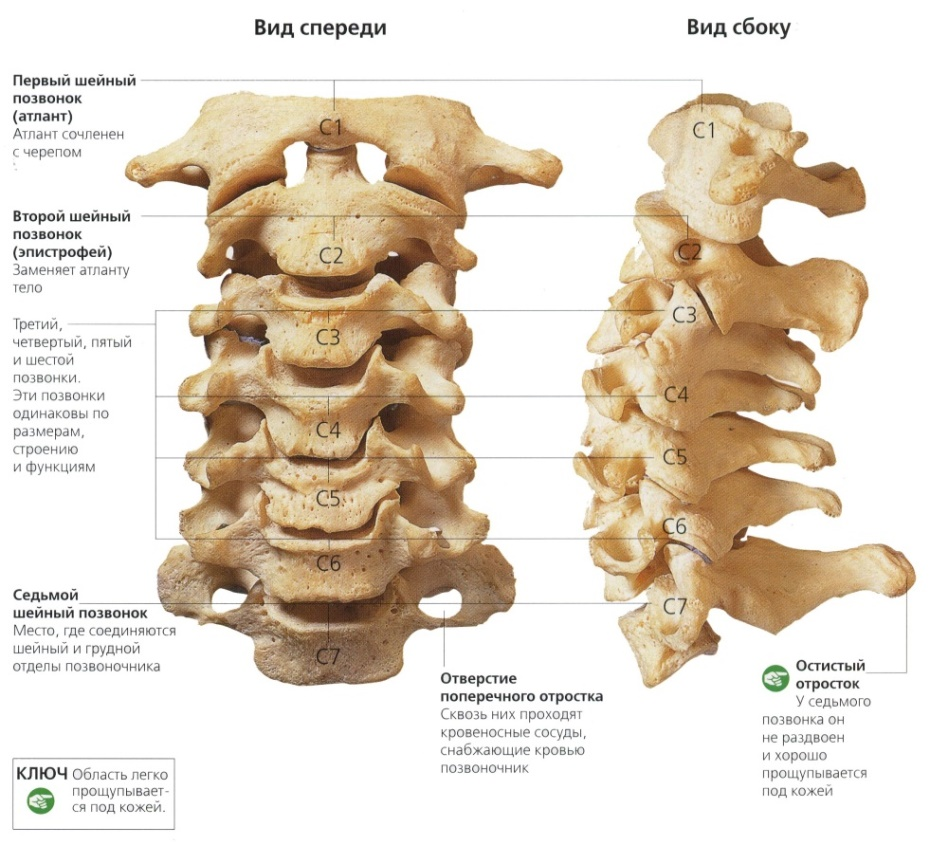 Вид спереди
Вид сбоку
Первый шейный
позвонок
(атлант)
Атлант сочленен
с черепом
C1
C1
Второй шейный
позвонок
(эпистрофей)
Заменяет атланту
тело
C2
C2
Третий,
четвертый, пятый
и шестой
позвонки.
Эти позвонки
одинаковы по
размерам,
строению
и функциям
C3
C3
C4
C4
C5
C5
C6
C6
Седьмой
шейный позвонок
Место, где соединяются
шейный и грудной
отделы позвоночника
C7
C7
Отверстие
поперечного отростка
Сквозь них проходят
кровеносные сосуды,
снабжающие кровью
позвоночник
Остистый
отросток
У седьмого
позвонка он
не раздвоен
и хорошо
прощупывается
под кожей
КЛЮЧ Область легко
прощупывает-
ся под кожей.